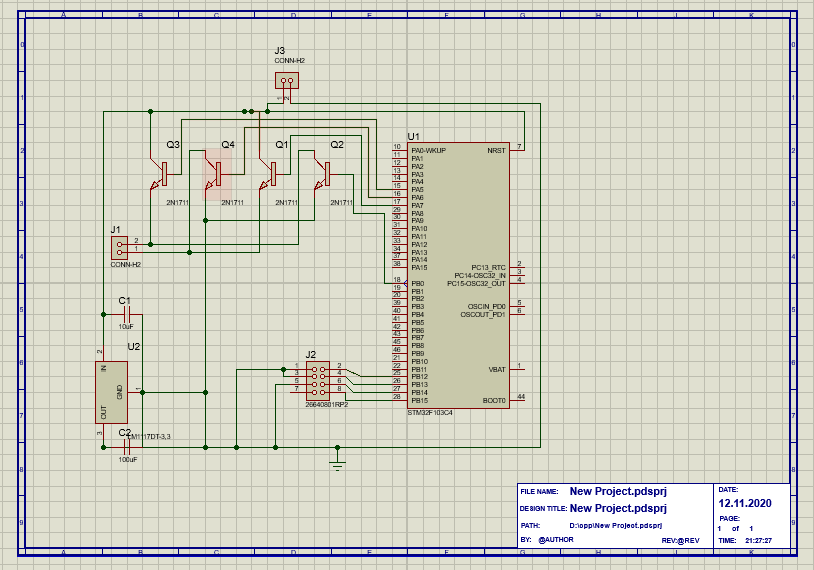 A B C D E F G H J K
J3
CONN-H2
1 2
Q3 Q4 Q1 Q2
2N1711 2N1711 2N1711 2N1711
U1
10 PA0-WKUP NRST 7
11 PA1
12 PA2
13 PA3
14 PA4
15 PA5
16 PA6
17 PA7
29 PA8
30 PA9
31 PA10
32 PA11
33 PA12
34 PA13
37 PA14
38 PA15
PC13_RTC 2
PC14-OSC32_IN 3
PC15-OSC32_OUT 4
18 PB0
19 PB1
20 PB2
39 PB3
40 PB4
41 PB5
42 PB6
43 PB7
45 PB8
46 PB9
21 PB10
22 PB11
25 PB12
26 PB13
27 PB14
28 PB15
OSCIN_PD0 5
OSCOUT_PD1 6
VBAT 1
BOOT0 44
STM32F103C4
J1
2
1
CONN-H2
C1
10uF
U2
2 IN
GND 1
OUT 3
LM1117DT-3,3
C2
100uF
J2
1 2
3 4
5 6
7 8
26640801RP2
0 1 2 3 4 5 6 7 8 9
FILE NAME: New Project.pdsprj
DESIGN TITLE: New Project.pdsprj
PATH: D:\opp\New Project.pdsprj
BY: @AUTHOR REV:@REV
DATE:
12.11.2020
PAGE:
1 of 1
TIME: 21:27:27
A B C D E F G H J K